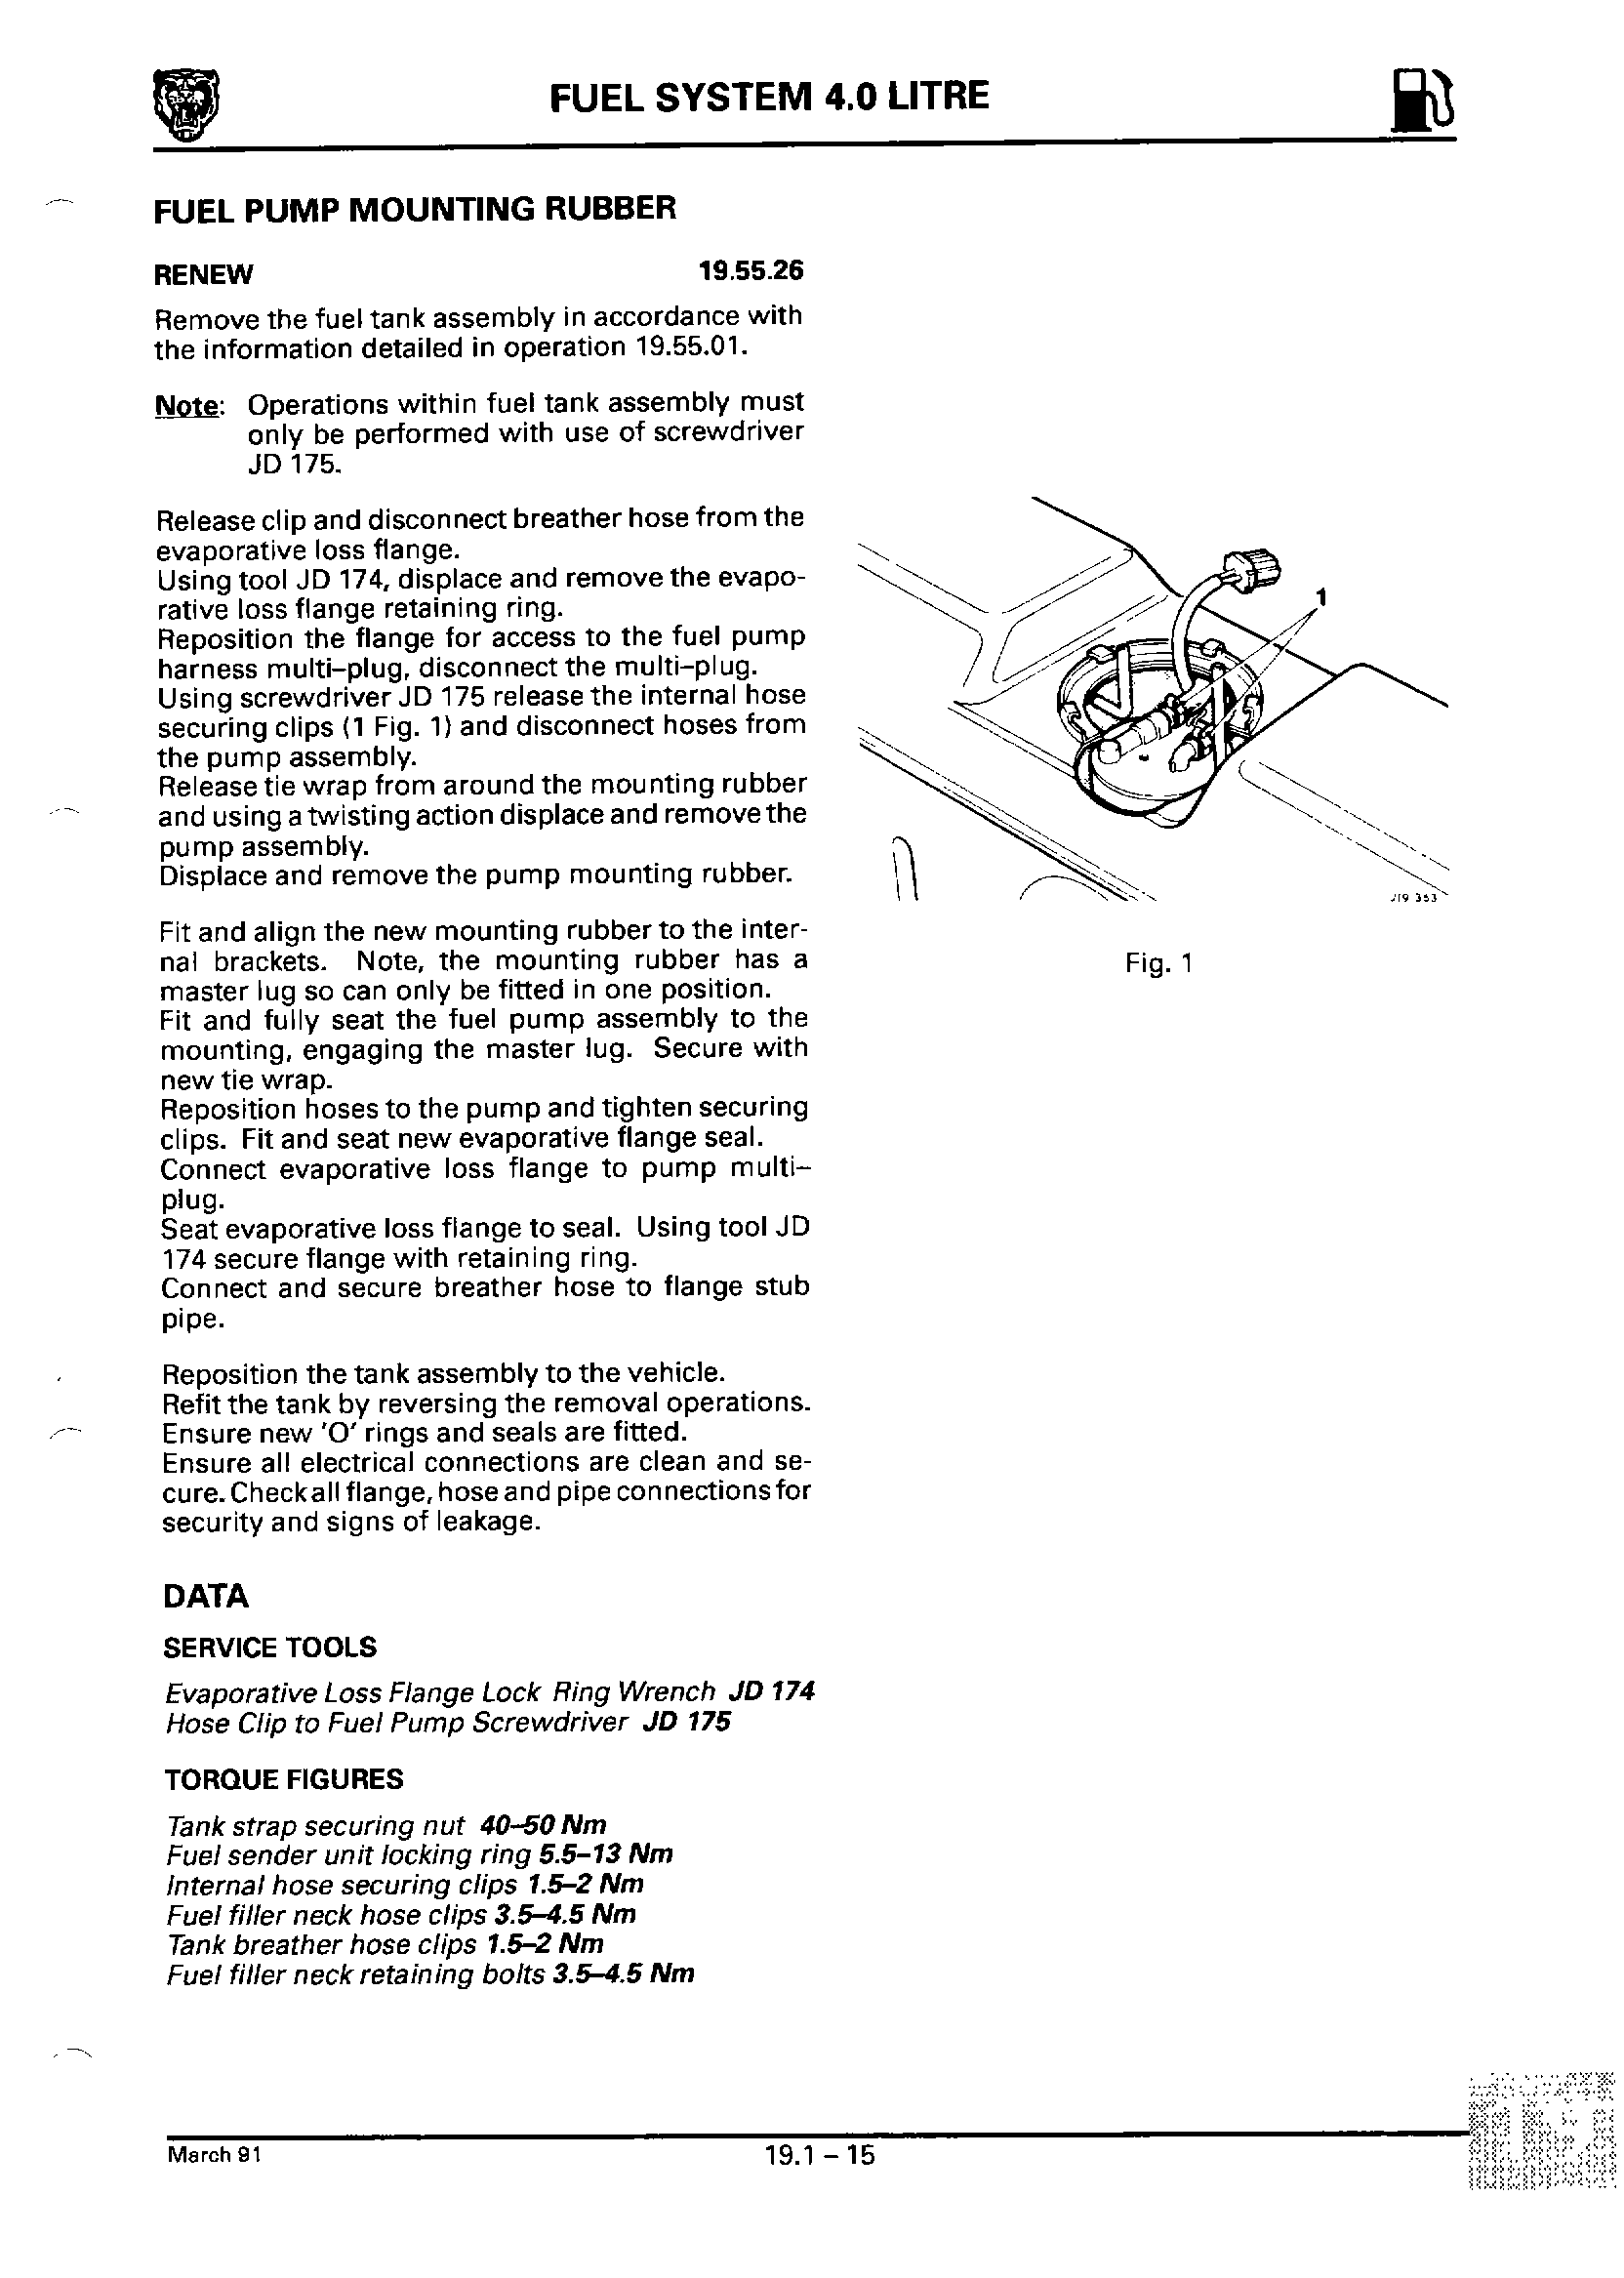 FUEL SYSTEM 4.0 LITRE
FUEL PUMP MOUNTING RUBBER
RENEW 19.55.26
Remove the fuel tank assembly in accordance with
the information detailed in operation 19.55.01.
Note: Operations within fuel tank assembly must
only be performed with use of screwdriver
JD 175.
Release clip and disconnect breather hose from the
evaporative loss flange.
Using tool JD 174, displace and remove the evapo-
rative loss flange retaining ring.
Reposition the flange for access to the fuel pump
harness multi-plug, disconnect the multi-plug.
Using screwdriver JD 175 release the internal hose
securing clips (1 Fig. 1) and disconnect hoses from
the pump assembly.
Release tie wrap from around the mounting rubber
and using a twisting action displace and remove the
pump assembly.
Displace and remove the pump mounting rubber.
Fit and align the new mounting rubber to the inter-
nal brackets. Note, the mounting rubber has a
master lug so can only be fitted in one position.
Fit and fully seat the fuel pump assembly to the
mounting, engaging the master lug. Secure with
new tie wrap.
Reposition hoses to the pump and tighten securing
clips. Fit and seat new evaporative flange seal.
Connect evaporative loss flange to pump multi-
plug.
Seat evaporative loss flange to seal. Using tool JD
174 secure flange with retaining ring.
Connect and secure breather hose to flange stub
pipe.
Reposition the tank assembly to the vehicle.
Refit the tank by reversing the removal operations.
Ensure new 'O' rings and seals are fitted.
Ensure all electrical connections are clean and se-
cure. Check all flange, hose and pipe connections for
security and signs of leakage.
DATA
SERVICE TOOLS
Evaporative Loss Flange Lock Ring Wrench JD 174
Hose Clip to Fuel Pump Screwdriver JD 175
TORQUE FIGURES
Tank strap securing nut 40-50 Nm
Fuel sender unit locking ring 5.5-13 Nm
Internal hose securing clips 1.5-2 Nm
Fuel filler neck hose clips 3.5-4.5 Nm
Tank breather hose clips 1.5-2 Nm
Fuel filler neck retaining bolts 3.5-4.5 Nm
1
J19 353
Fig. 1
March 91
19.1 - 15